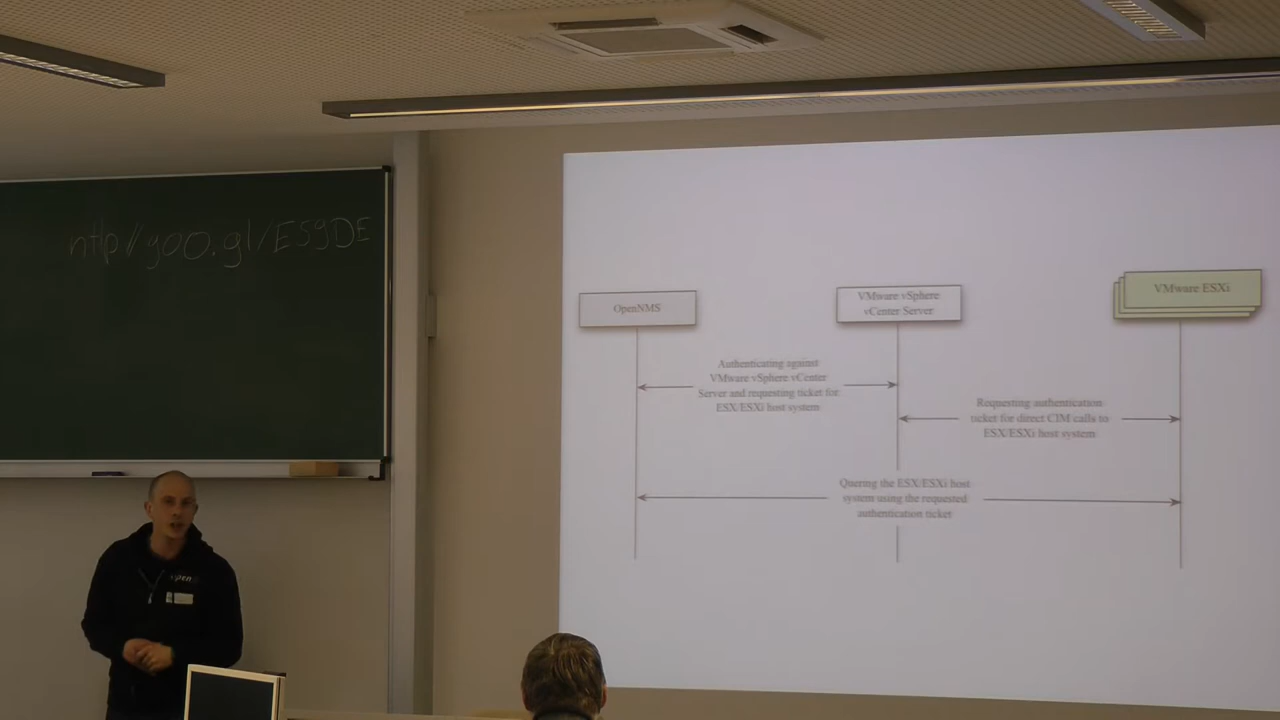 http://goo.gl/ES9DE
OpenNMS
VMware vSphere
vCenter Server
VMware ESXi
Authenticating against
VMware vSphere vCenter
Server and requesting ticket for
ESX/ESXi host system
Requesting authentication
ticket for direct CIM calls to
ESX/ESXi host system
Quering the ESX/ESXi host
system using the requested
authentication ticket
open